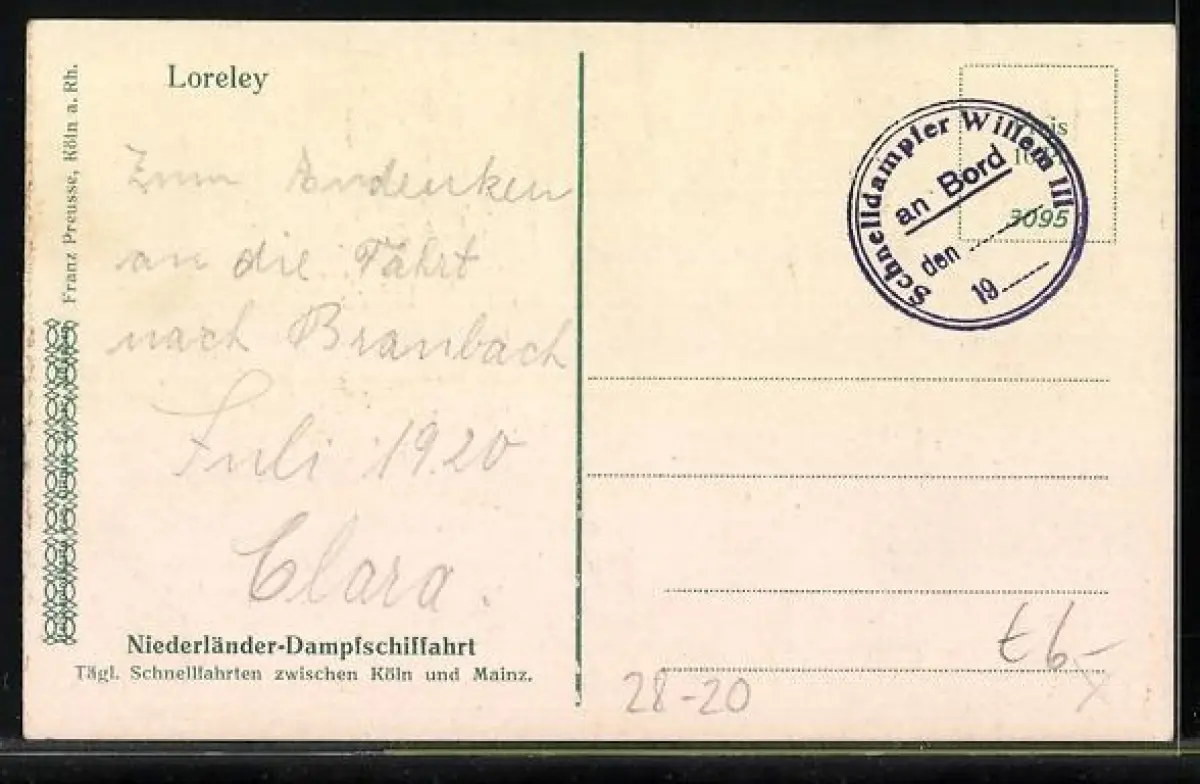 Loreley
Zum Andenken
an die Fahrt
nach Braubach
Juli 1920
Clara.
Niederländer-Dampfschiffahrt
Tägl. Schnellfahrten zwischen Köln und Mainz.
Franz Preusse, Köln a. Rh.
Schnelldampfer Willem III
an Bord
den
19
3095
28-20
6-